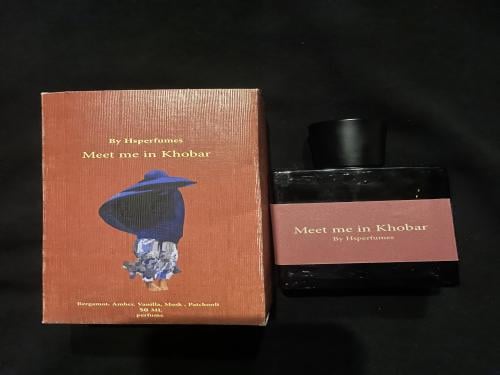 By Hsperfumes
Meet me in Khobar
Bergamot, Amber, Vanilla, Musk , Patchouli
50 ML
perfume
Meet me in Khobar
By Hsperfumes